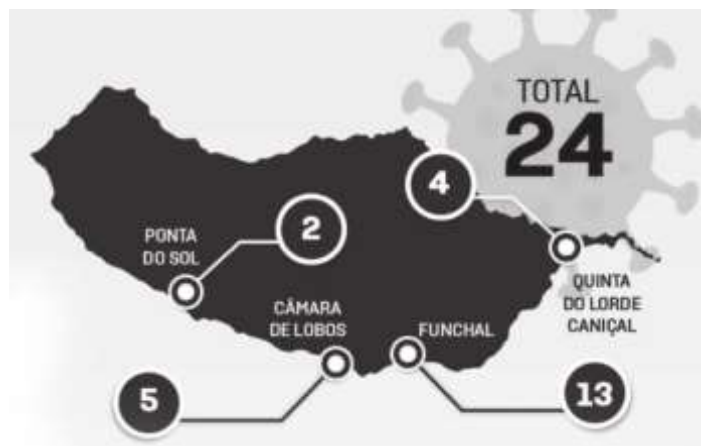 TOTAL
24
4
2
PONTA
DO SOL
QUINTA
DO LORDE
CANIÇAL
CÂMARA
DE LOBOS
FUNCHAL
5
13